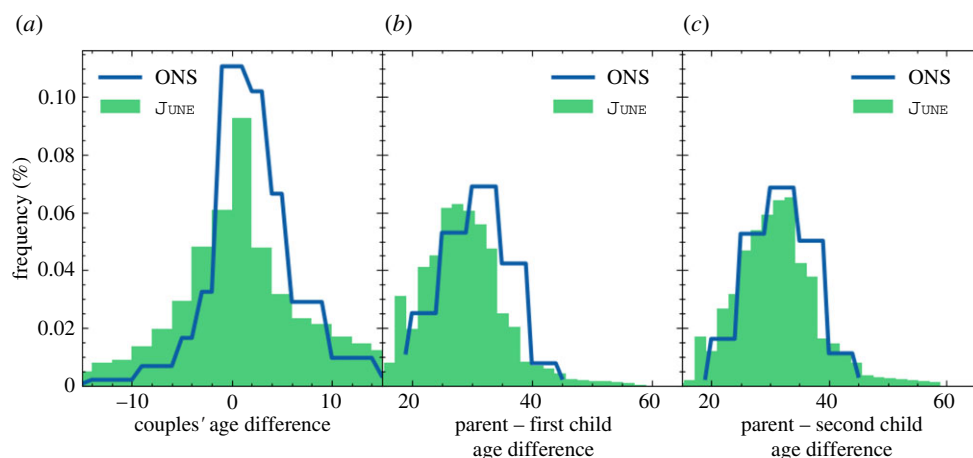 (a)
(b)
(c)
ONS
JUNE
ONS
JUNE
ONS
JUNE
frequency (%)
0.10
0.08
0.06
0.04
0.02
0
−10
0
10
20
40
60
20
40
60
couples′ age difference
parent – first child
age difference
parent – second child
age difference